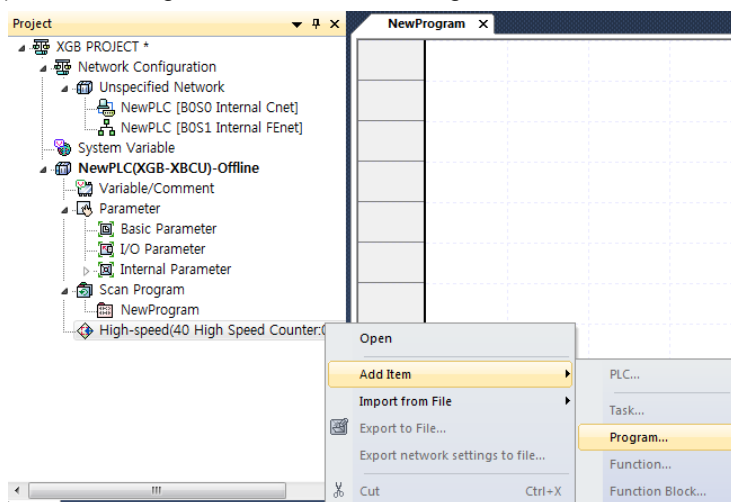 Project
NewProgram
XGB PROJECT *
Network Configuration
Unspecified Network
NewPLC [B0S0 Internal Cnet]
NewPLC [B0S1 Internal FEnet]
System Variable
NewPLC(XGB-XBCU)-Offline
Variable/Comment
Parameter
Basic Parameter
I/O Parameter
Internal Parameter
Scan Program
NewProgram
High-speed(40 High Speed Counter:
Open
Add Item
Import from File
Export to File...
Export network settings to file...
Cut Ctrl+X
PLC...
Task...
Program...
Function...
Function Block...